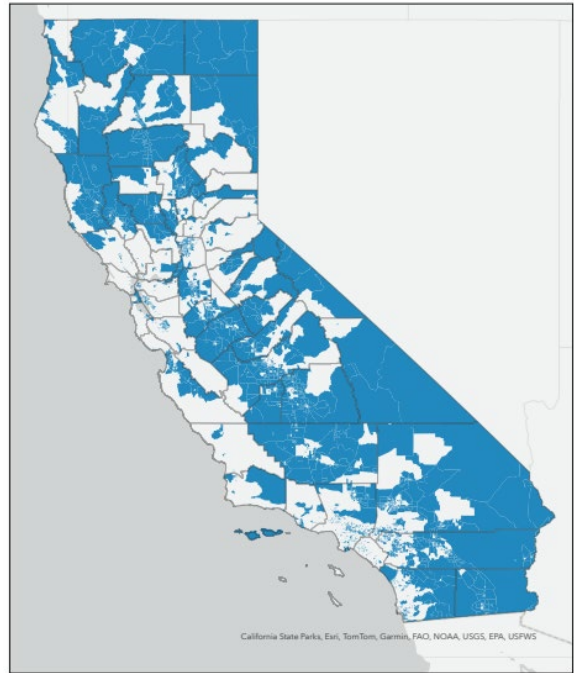 California State Parks, Esri, TomTom, Garmin, FAO, NOAA, USGS, EPA, USFWS